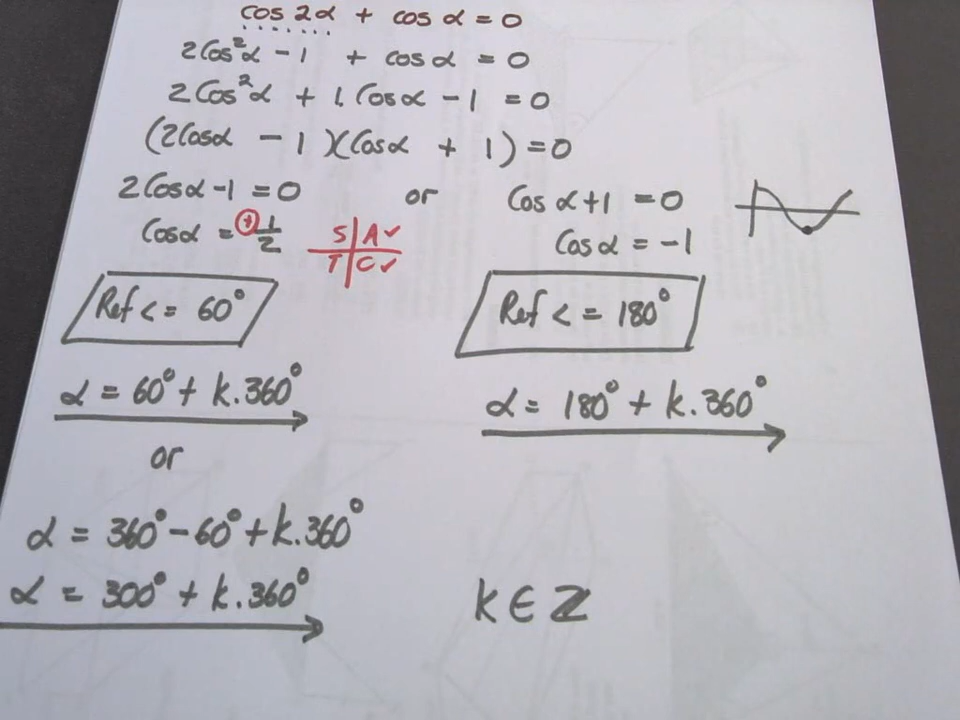 cos 2α + cos α = 0
2Cos²α - 1 + cos α = 0
2Cos²α + 1.Cosα - 1 = 0
(2Cosα - 1)(Cosα + 1) = 0
2Cosα - 1 = 0 or Cos α + 1 = 0
Cosα = + 1/2 S A ✓ Cos α = -1
T C ✓
Ref < = 60° Ref < = 180°
α = 60° + k.360° α = 180° + k.360°
or
α = 360° - 60° + k.360°
α = 300° + k.360° k ∈ Z